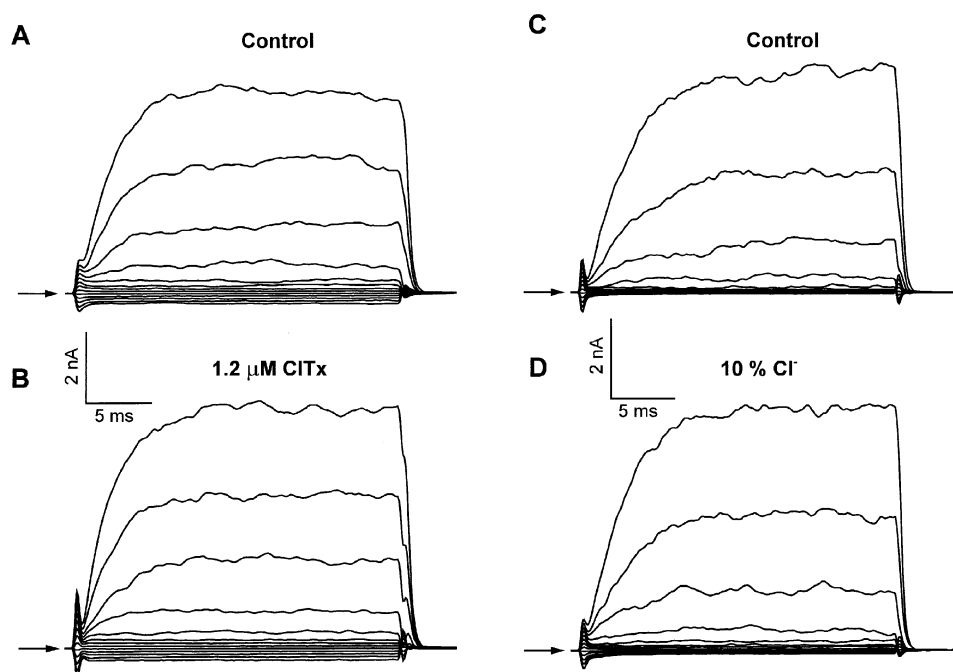 A
Control
C
Control
2 nA
5 ms
B
1.2 μM ClTx
2 nA
5 ms
D
10 % Cl⁻